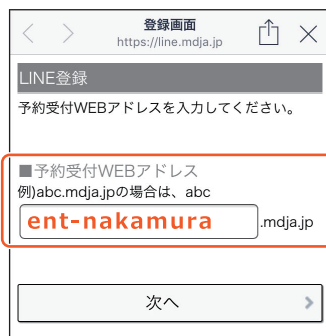 登録画面
https://line.mdja.jp
LINE登録
予約受付WEBアドレスを入力してください。
■予約受付WEBアドレス
例)abc.mdja.jpの場合は、abc
ent-nakamura .mdja.jp
次へ